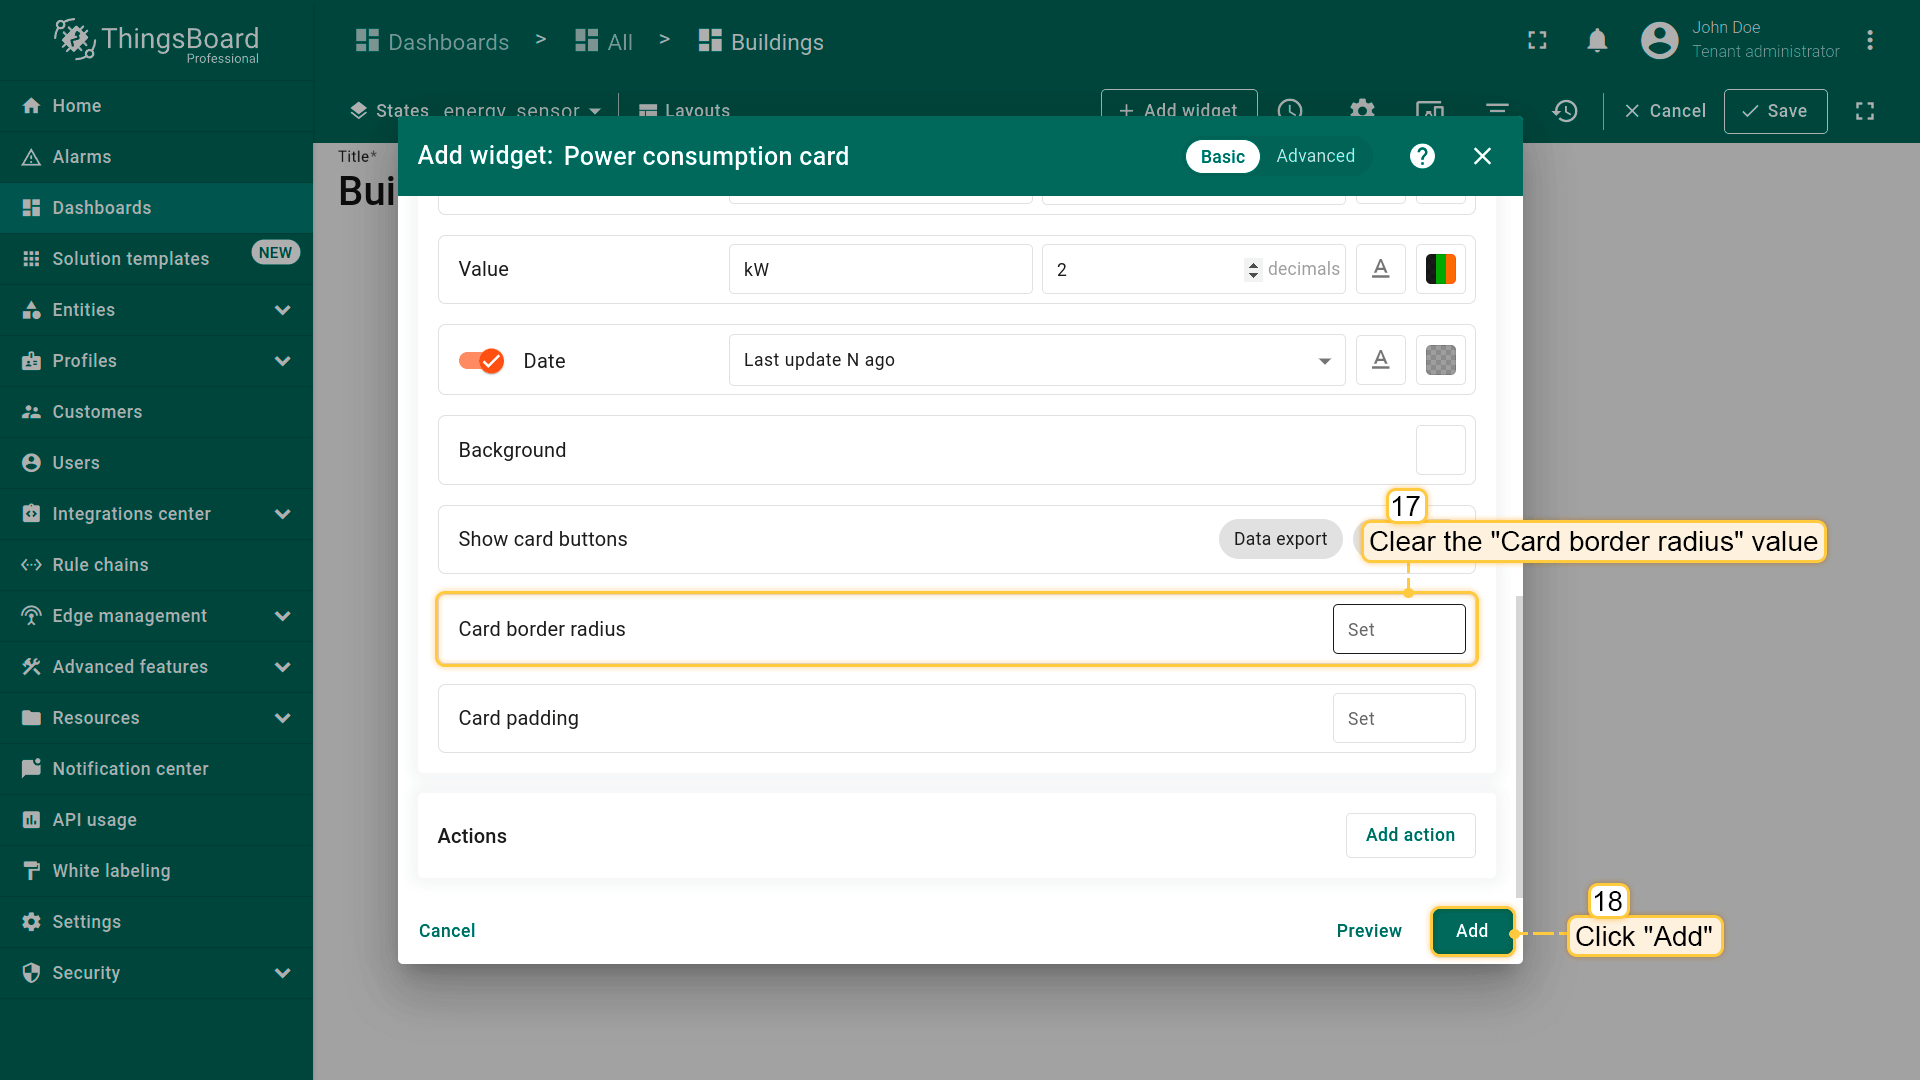 ThingsBoard
Professional
Dashboards > All > Buildings
John Doe
Tenant administrator
Home
Alarms
Dashboards
Solution templates NEW
Entities
Profiles
Customers
Users
Integrations center
Rule chains
Edge management
Advanced features
Resources
Notification center
API usage
White labeling
Settings
Security
States energy_sensor
Layouts
+ Add widget
Cancel
Save
Title*
Bui
Add widget: Power consumption card
Basic Advanced
Value kW 2 decimals
Date Last update N ago
Background
Show card buttons Data export
17
Clear the "Card border radius" value
Card border radius Set
Card padding Set
Actions Add action
Cancel Preview Add
18
Click "Add"